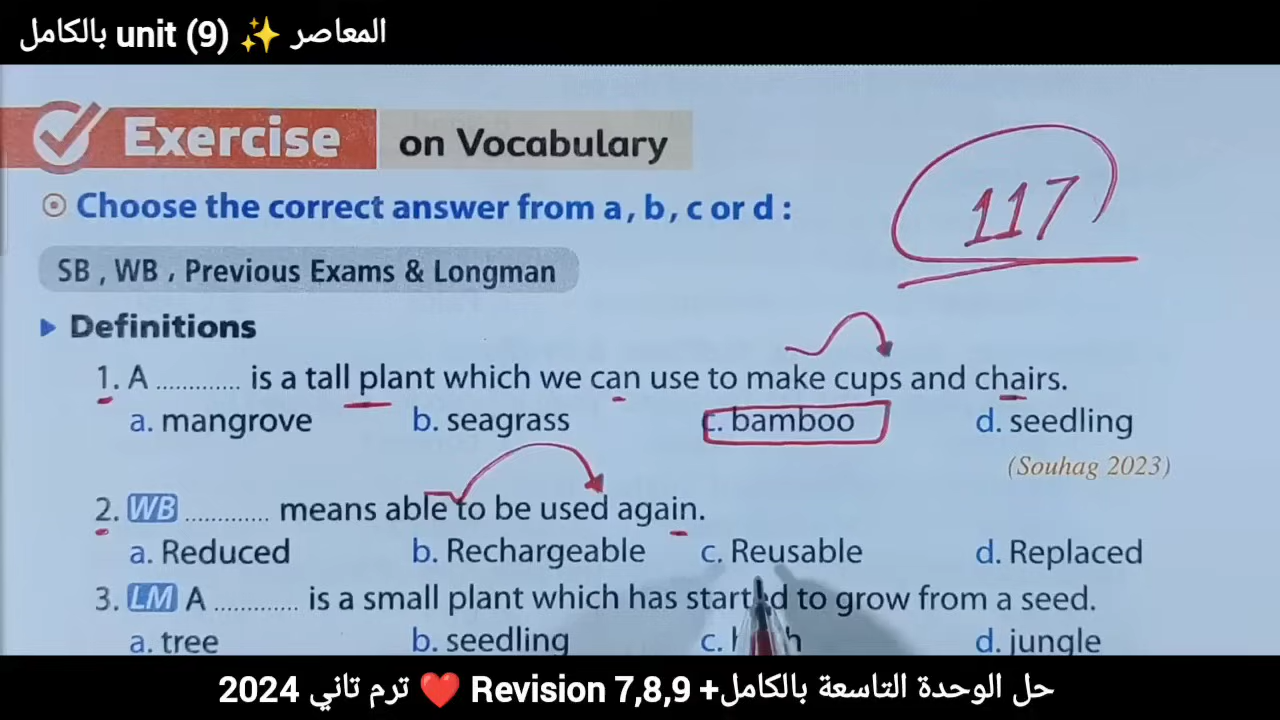 المعاصر ✨ unit (9) بالكامل
Exercise on Vocabulary
117
Choose the correct answer from a, b, c or d :
SB , WB , Previous Exams & Longman
Definitions
1. A ............ is a tall plant which we can use to make cups and chairs.
a. mangrove b. seagrass c. bamboo d. seedling
(Souhag 2023)
2. WB ............ means able to be used again.
a. Reduced b. Rechargeable c. Reusable d. Replaced
3. LM A ............ is a small plant which has started to grow from a seed.
a. tree b. seedling c. d. jungle
حل الوحدة التاسعة بالكامل+ Revision 7,8,9 ❤️ ترم تاني 2024